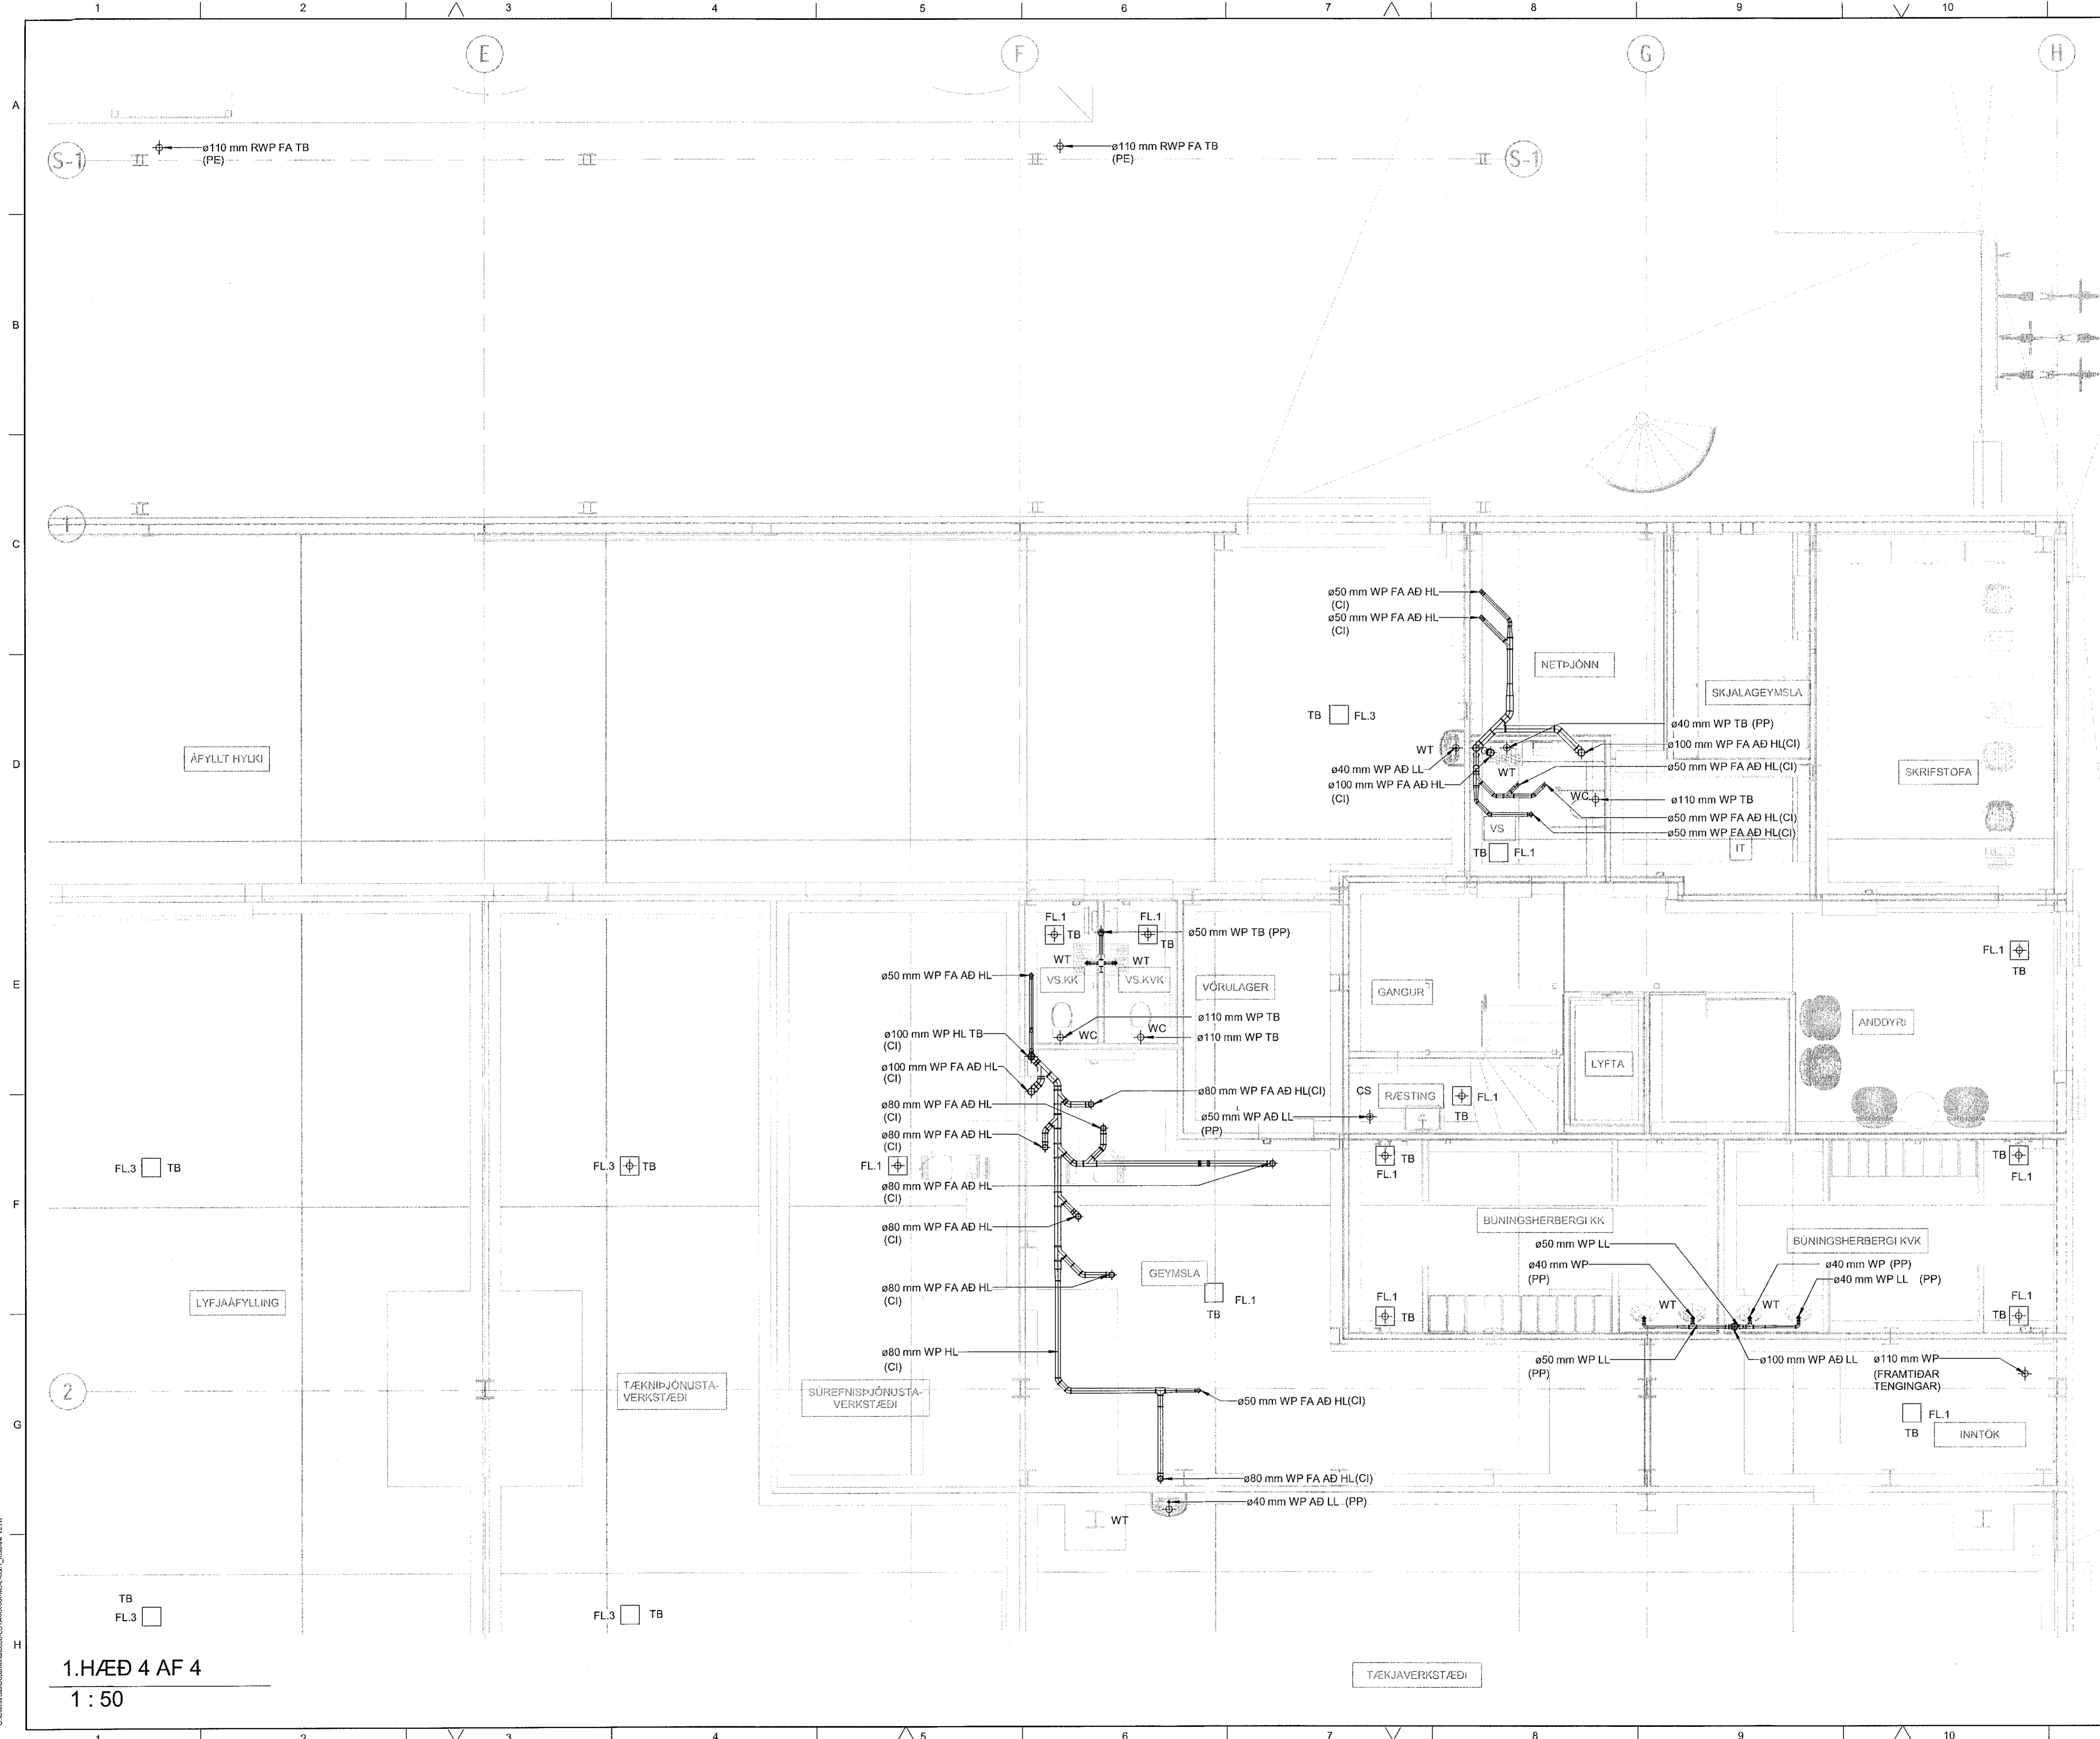 1 2 3 4 5 6 7 8 9 10
E F G H
A
S-1
ø110 mm RWP FA TB
(PE)
ø110 mm RWP FA TB
(PE)
S-1
B
1
C
ø50 mm WP FA AÐ HL
(CI)
ø50 mm WP FA AÐ HL
(CI)
NETÞJÓNN
SKJALAGEYMSLA
TB FL.3
ø40 mm WP TB (PP)
WT
ø100 mm WP FA AÐ HL(CI)
D
ÁFYLLT HYLKI
ø40 mm WP AÐ LL
WT
ø50 mm WP FA AÐ HL(CI)
SKRIFSTOFA
ø100 mm WP FA AÐ HL
(CI)
WC
ø110 mm WP TB
ø50 mm WP FA AÐ HL(CI)
VS
ø50 mm WP FA AÐ HL(CI)
IT
TB FL.1
FL.1
TB
FL.1
TB
ø50 mm WP TB (PP)
FL.1
TB
WT
WT
ø50 mm WP FA AÐ HL
VS.KK
VS.KVK
E
VÖRULAGER
GANGUR
ø110 mm WP TB
ANDDYRI
ø100 mm WP HL TB
(CI)
WC
WC
ø110 mm WP TB
ø100 mm WP FA AÐ HL
(CI)
LYFTA
ø80 mm WP FA AÐ HL(CI)
CS
RÆSTING
FL.1
TB
ø80 mm WP FA AÐ HL
(CI)
ø50 mm WP AÐ LL
(PP)
ø80 mm WP FA AÐ HL
(CI)
FL.3 TB
FL.3 TB
FL.1
TB
FL.1
TB
FL.1
ø80 mm WP FA AÐ HL
(CI)
F
ø80 mm WP FA AÐ HL
(CI)
BÚNINGSHERBERGI KK
BÚNINGSHERBERGI KVK
ø50 mm WP LL
ø40 mm WP
(PP)
ø40 mm WP (PP)
ø40 mm WP LL (PP)
GEYMSLA
ø80 mm WP FA AÐ HL
(CI)
FL.1
TB
LYFJAÁFYLLING
FL.1
TB
WT
WT
FL.1
TB
ø80 mm WP HL
(CI)
ø50 mm WP LL
(PP)
ø100 mm WP AÐ LL
ø110 mm WP
(FRAMTÍÐAR
TENGINGAR)
2
TÆKNIÞJÓNUSTA-
VERKSTÆÐI
SÚREFNISÞJÓNUSTA-
VERKSTÆÐI
ø50 mm WP FA AÐ HL(CI)
G
FL.1
TB
INNTÖK
ø80 mm WP FA AÐ HL(CI)
ø40 mm WP AÐ LL (PP)
WT
TB
FL.3
FL.3 TB
H
1.HÆÐ 4 AF 4
1 : 50
TÆKJAVERKSTÆÐI
1 2 3 4 5 6 7 8 9 10